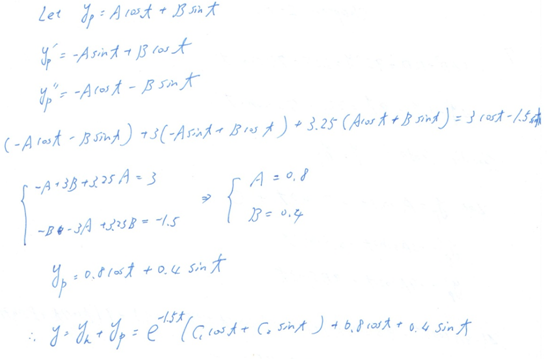 Let y_p = A cos t + B sin t
y_p' = -A sin t + B cos t
y_p'' = -A cos t - B sin t
(-A cos t - B sin t) + 3(-A sin t + B cos t) + 3.25 (A cos t + B sin t) = 3 cos t - 1.5 sin t
{ -A + 3B + 3.25 A = 3 ⇒ { A = 0.8
-B - 3A + 3.25B = -1.5 B = 0.4
y_p = 0.8 cos t + 0.4 sin t
∴ y = y_h + y_p = e^{-1.5t} (C₁ cos t + C₂ sin t) + 0.8 cos t + 0.4 sin t